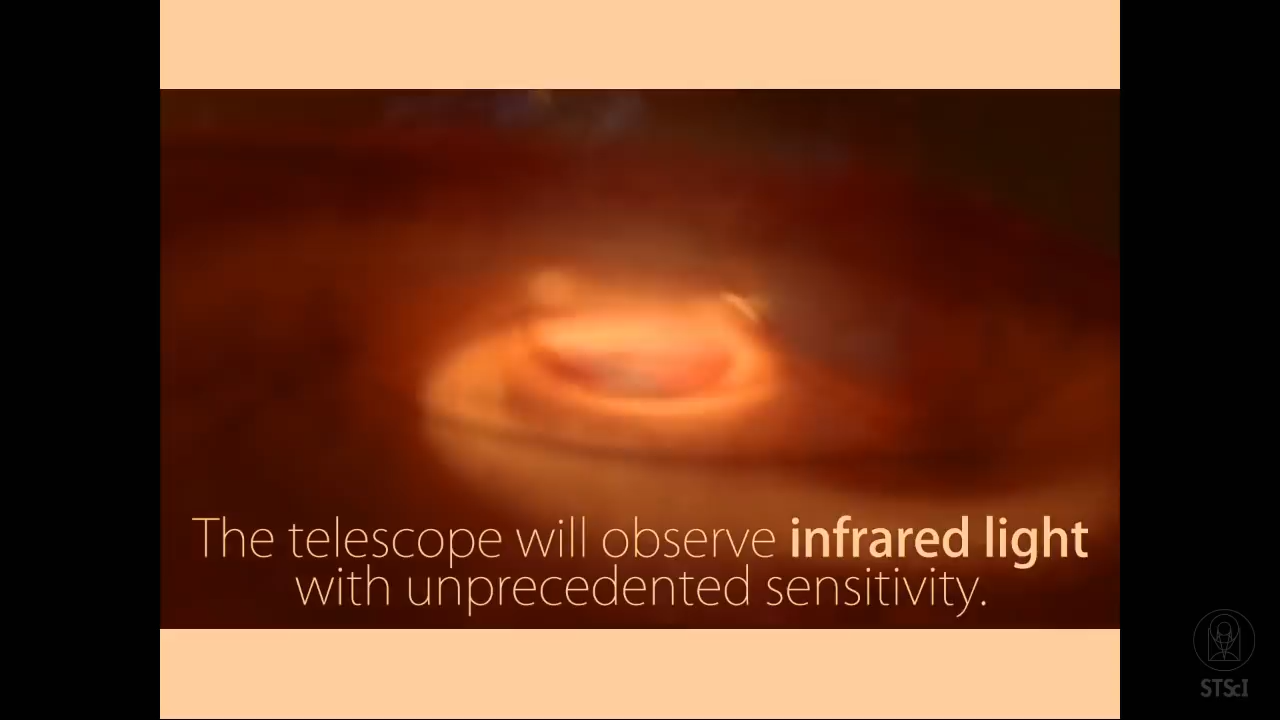 The telescope will observe infrared light
with unprecedented sensitivity.
STScI